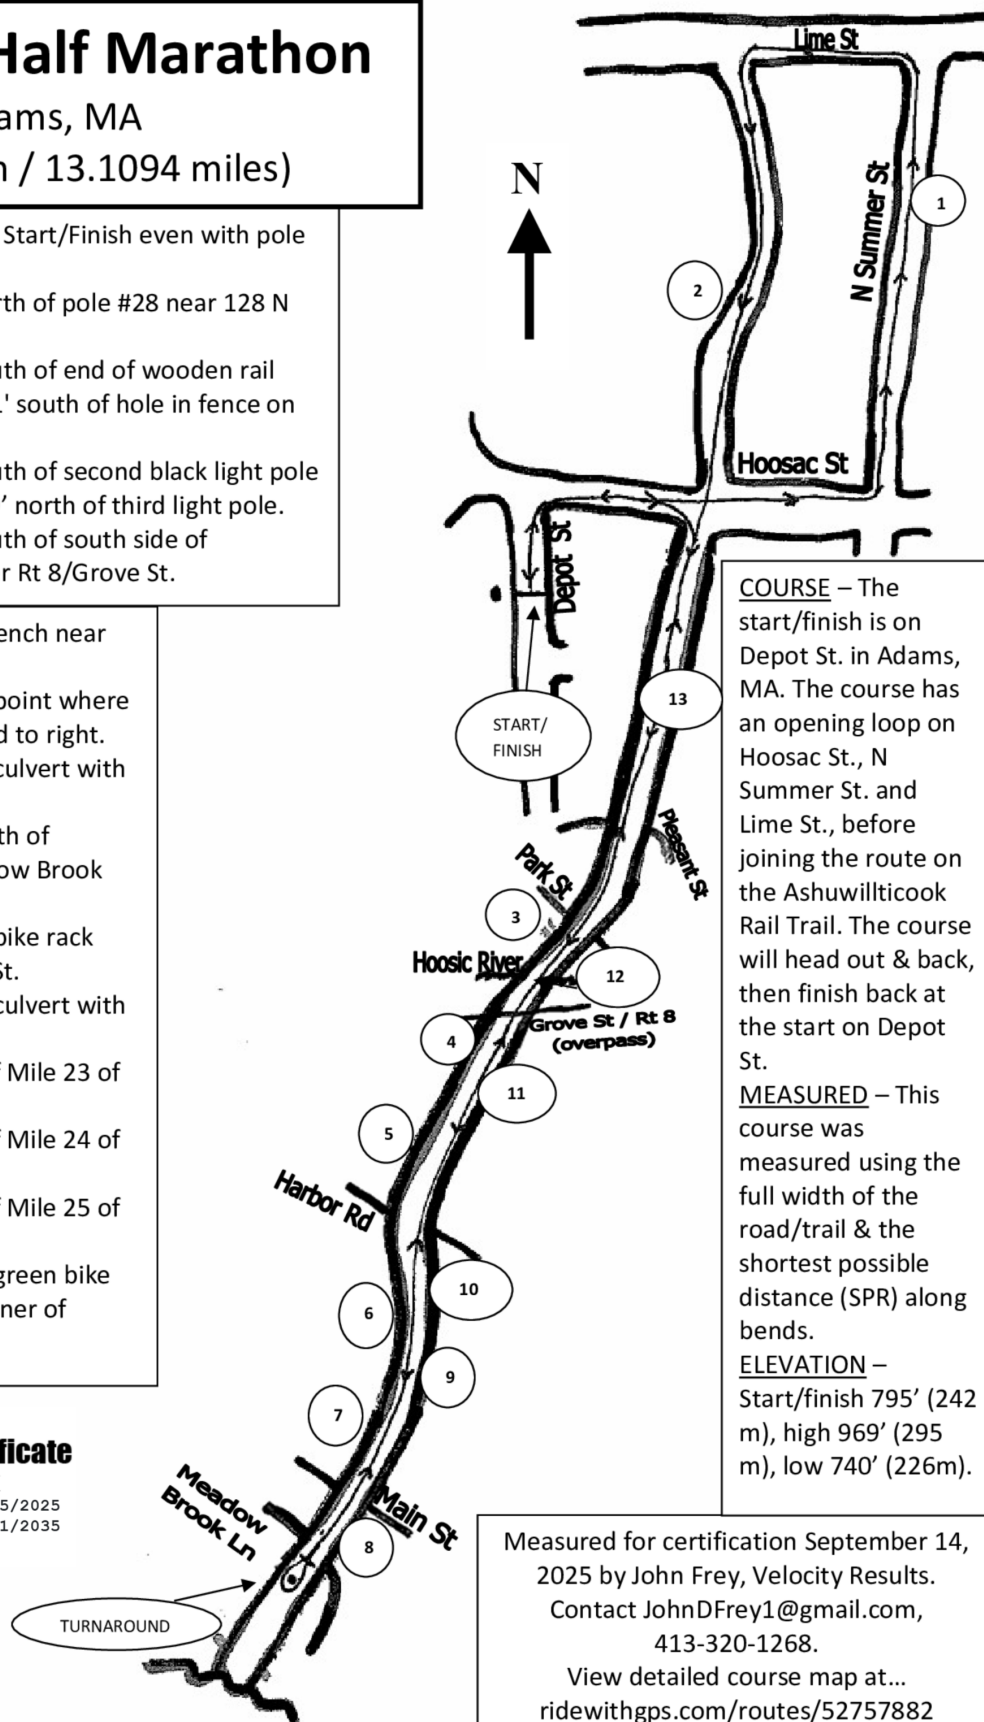 Half Marathon
ams, MA
/ 13.1094 miles)
Start/Finish even with pole
rth of pole #28 near 128 N
uth of end of wooden rail
' south of hole in fence on
uth of second black light pole
' north of third light pole.
uth of south side of
r Rt 8/Grove St.
ench near
point where
d to right.
culvert with
th of
ow Brook
bike rack
St.
culvert with
Mile 23 of
Mile 24 of
Mile 25 of
green bike
ner of
ficate
5/2025
1/2035
N
Lime St
N Summer St
1
2
Hoosac St
Depot St
START/
FINISH
13
Pleasant St
Park St
3
Hoosic River
12
Grove St / Rt 8
(overpass)
4
11
5
Harbor Rd
10
6
9
7
Meadow
Brook Ln
Main St
8
TURNAROUND
COURSE – The
start/finish is on
Depot St. in Adams,
MA. The course has
an opening loop on
Hoosac St., N
Summer St. and
Lime St., before
joining the route on
the Ashuwillticook
Rail Trail. The course
will head out & back,
then finish back at
the start on Depot
St.
MEASURED – This
course was
measured using the
full width of the
road/trail & the
shortest possible
distance (SPR) along
bends.
ELEVATION –
Start/finish 795’ (242
m), high 969’ (295
m), low 740’ (226m).
Measured for certification September 14,
2025 by John Frey, Velocity Results.
Contact JohnDFrey1@gmail.com,
413-320-1268.
View detailed course map at…
ridewithgps.com/routes/52757882